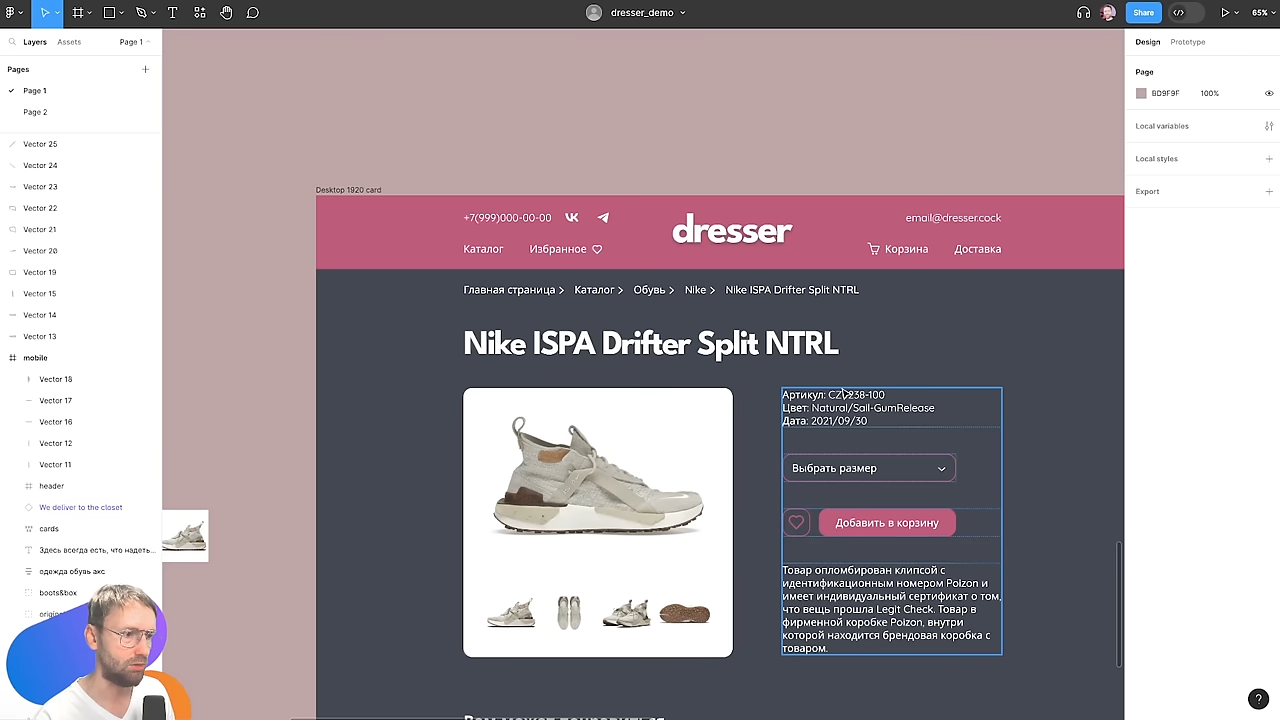 dresser_demo
Share
65%
Layers
Assets
Page 1
Design
Prototype
Pages
Page 1
Page 2
Vector 25
Vector 24
Vector 23
Vector 22
Vector 21
Vector 20
Vector 19
Vector 15
Vector 14
Vector 13
mobile
Vector 18
Vector 17
Vector 16
Vector 12
Vector 11
header
We deliver to the closet
cards
Здесь всегда есть, что надеть...
одежда обувь акс
boots&box
Page
BD9F9F
100%
Local variables
Local styles
Export
Desktop 1920 card
+7(999)000-00-00
dresser
email@dresser.cock
Каталог
Избранное
Корзина
Доставка
Главная страница > Каталог > Обувь > Nike > Nike ISPA Drifter Split NTRL
Nike ISPA Drifter Split NTRL
Артикул:
Цвет: Natural/Sail-GumRelease
Дата: 2021/09/30
Выбрать размер
Добавить в корзину
Товар опломбирован клипсой с
идентификационным номером Poizon и
имеет индивидуальный сертификат о том,
что вещь прошла Legit Check. Товар в
фирменной коробке Poizon, внутри
которой находится брендовая коробка с
товаром.
?